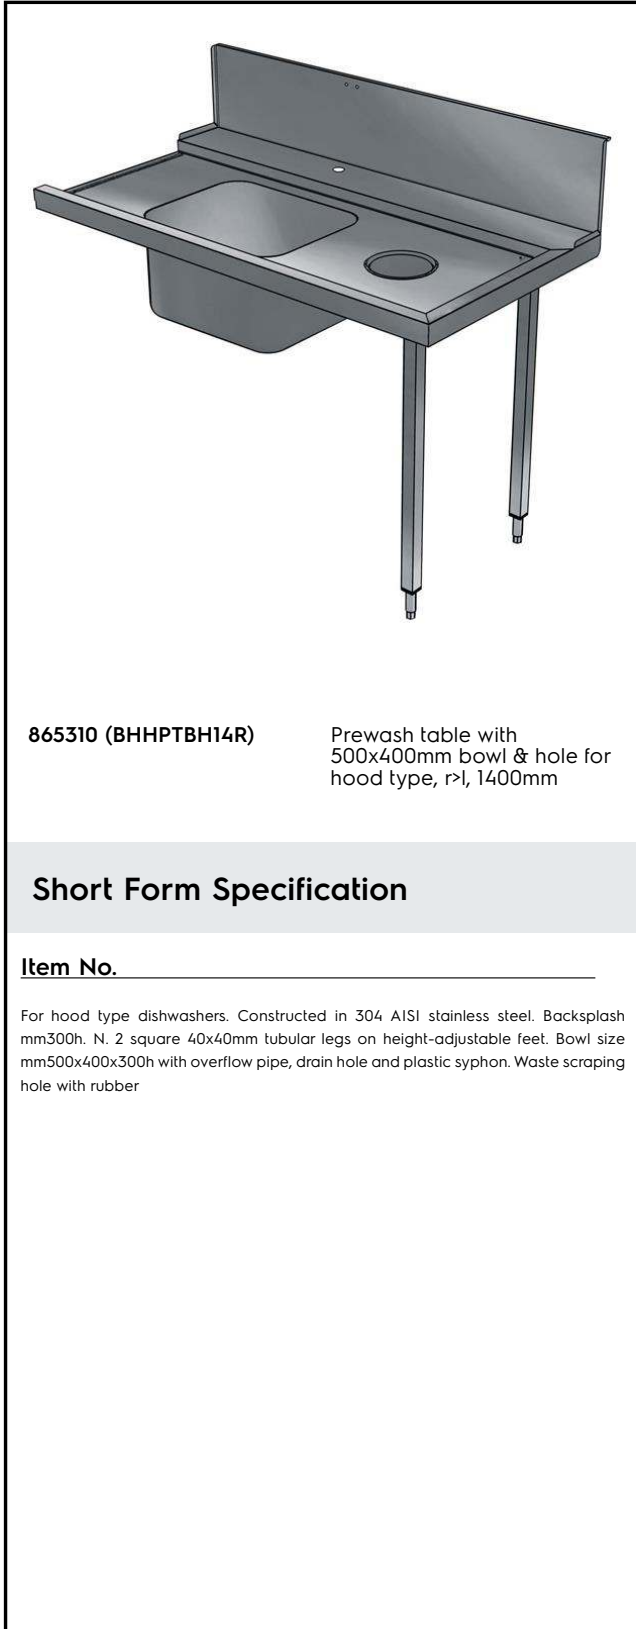 865310 (BHHPTBH14R)
Prewash table with
500x400mm bowl & hole for
hood type, r>l, 1400mm
Short Form Specification
Item No.
For hood type dishwashers. Constructed in 304 AISI stainless steel. Backsplash
mm300h. N. 2 square 40x40mm tubular legs on height-adjustable feet. Bowl size
mm500x400x300h with overflow pipe, drain hole and plastic syphon. Waste scraping
hole with rubber